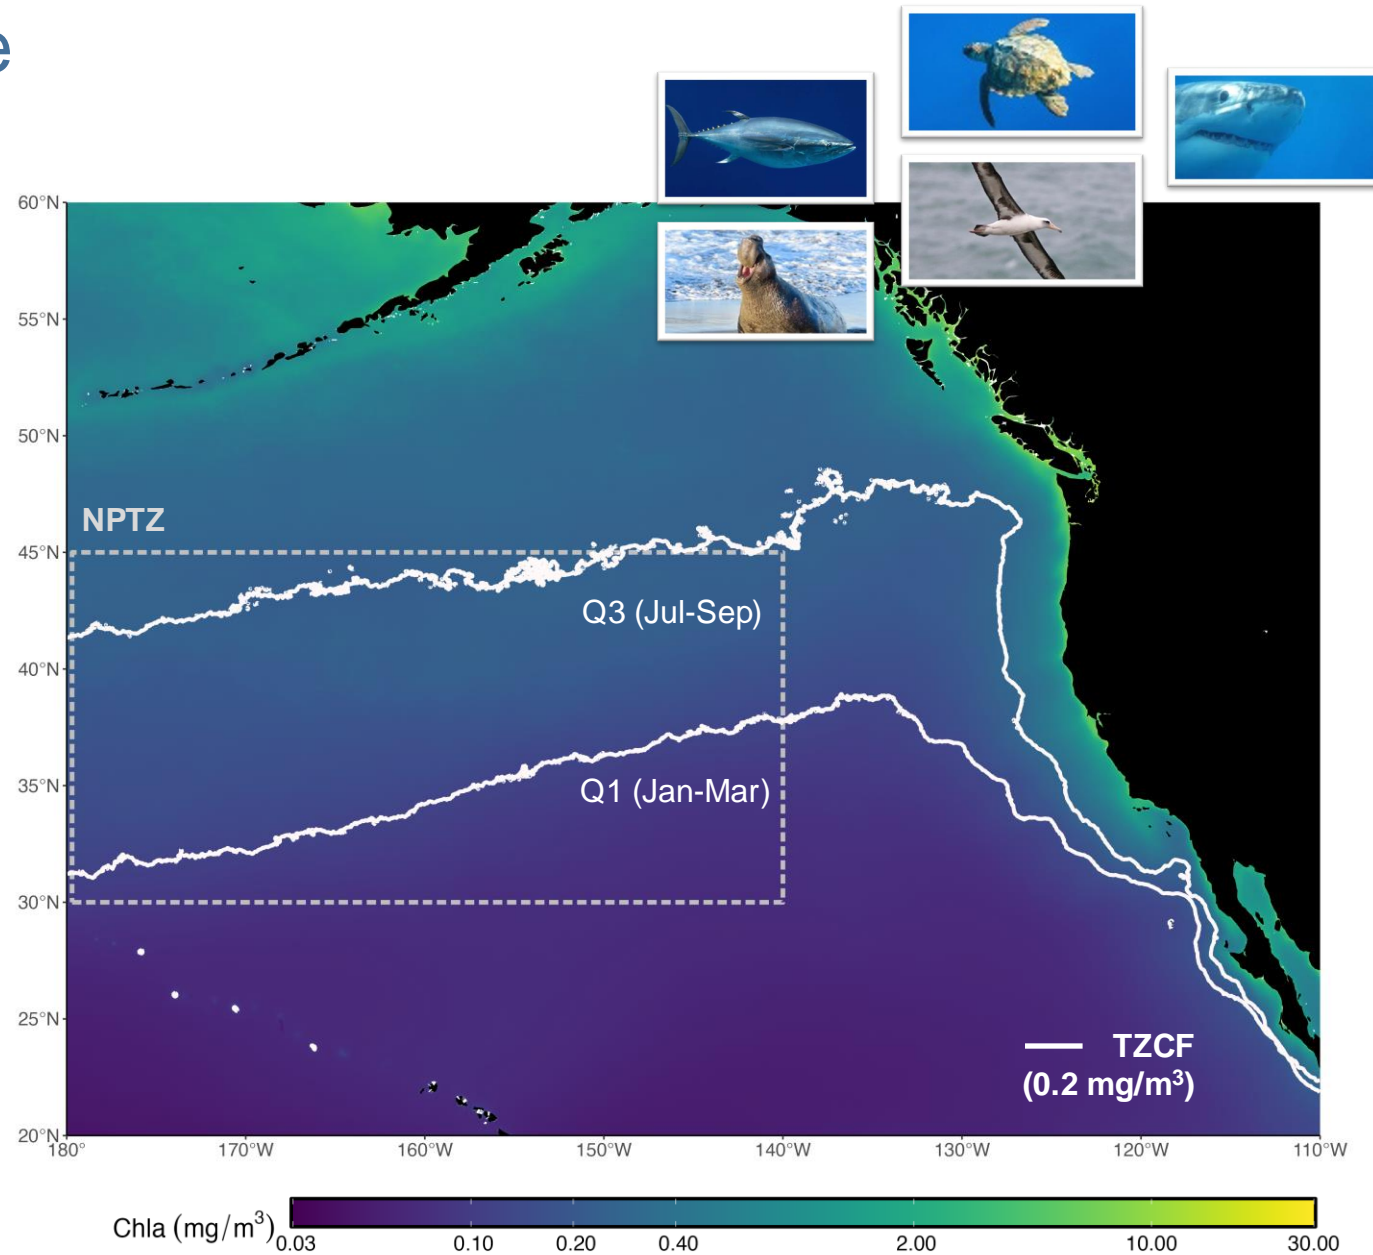 e
60°N
55°N
50°N
NPTZ
45°N
Q3 (Jul-Sep)
40°N
35°N
Q1 (Jan-Mar)
30°N
25°N
TZCF
(0.2 mg/m³)
20°N
180° 170°W 160°W 150°W 140°W 130°W 120°W 110°W
Chla (mg/m³)
0.03 0.10 0.20 0.40 2.00 10.00 30.00